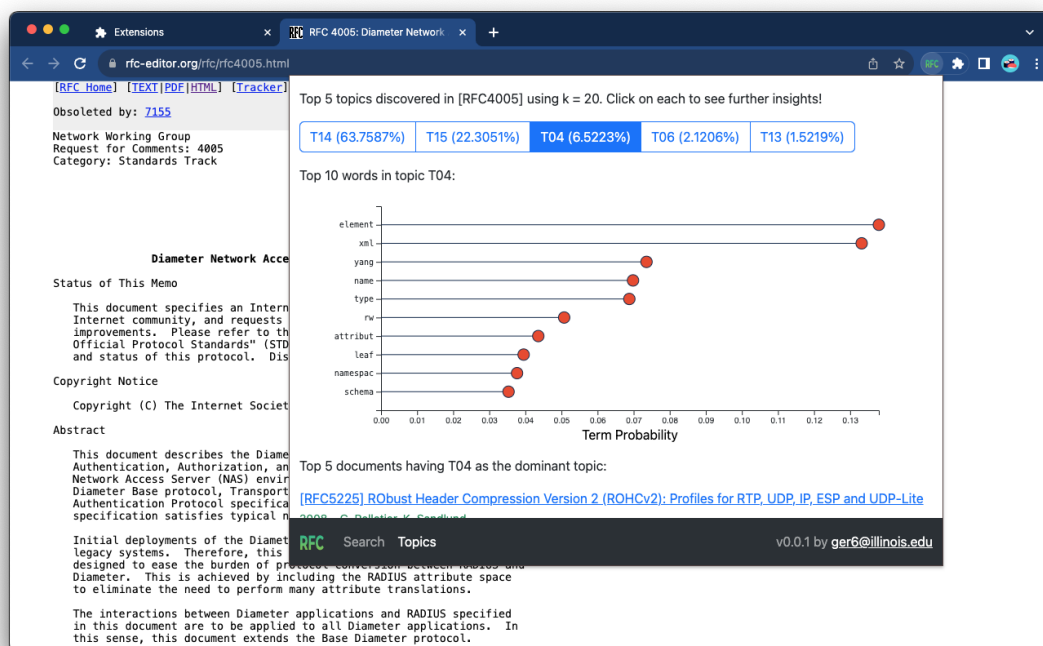 Extensions
RFC 4005: Diameter Network
rfc-editor.org/rfc/rfc4005.html
RFC
[RFC Home] [TEXT|PDF|HTML] [Tracker]
Obsoleted by: 7155
Network Working Group
Request for Comments: 4005
Category: Standards Track
Diameter Network Acce
Status of This Memo
This document specifies an Intern
Internet community, and requests
improvements. Please refer to th
Official Protocol Standards" (STD
and status of this protocol. Dis
Copyright Notice
Copyright (C) The Internet Societ
Abstract
This document describes the Diame
Authentication, Authorization, an
Network Access Server (NAS) envir
Diameter Base protocol, Transport
Authentication Protocol specifica
specification satisfies typical n
Initial deployments of the Diamet
legacy systems. Therefore, this
designed to ease the burden of protocol conversion between RADIUS and
Diameter. This is achieved by including the RADIUS attribute space
to eliminate the need to perform many attribute translations.
The interactions between Diameter applications and RADIUS specified
in this document are to be applied to all Diameter applications. In
this sense, this document extends the Base Diameter protocol.
Top 5 topics discovered in [RFC4005] using k = 20. Click on each to see further insights!
T14 (63.7587%) T15 (22.3051%) T04 (6.5223%) T06 (2.1206%) T13 (1.5219%)
Top 10 words in topic T04:
element
xml
yang
name
type
rw
attribut
leaf
namespac
schema
0.00 0.01 0.02 0.03 0.04 0.05 0.06 0.07 0.08 0.09 0.10 0.11 0.12 0.13
Term Probability
Top 5 documents having T04 as the dominant topic:
[RFC5225] RObust Header Compression Version 2 (ROHCv2): Profiles for RTP, UDP, IP, ESP and UDP-Lite
RFC Search Topics v0.0.1 by ger6@illinois.edu